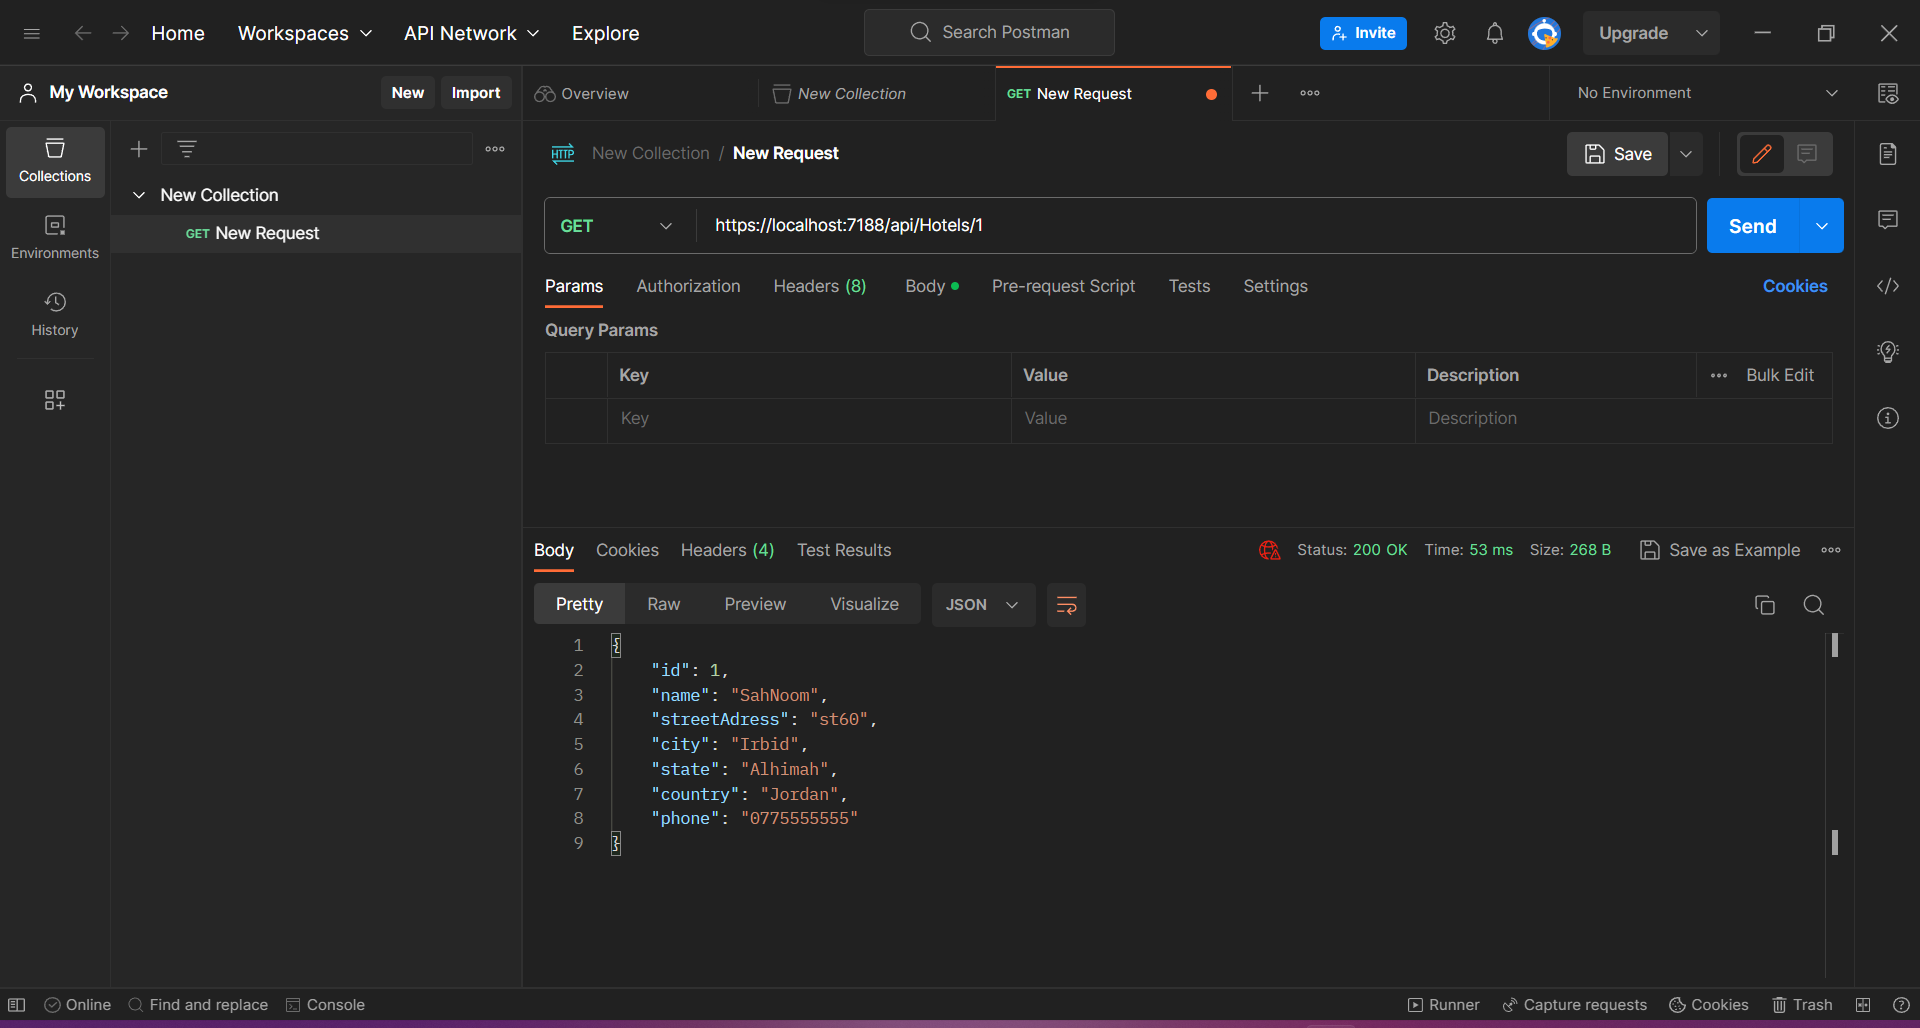 Home Workspaces API Network Explore Search Postman Invite Upgrade
My Workspace New Import Overview New Collection GET New Request No Environment
Collections
New Collection
GET New Request
Environments
History
HTTP New Collection / New Request Save
GET https://localhost:7188/api/Hotels/1 Send
Params Authorization Headers (8) Body Pre-request Script Tests Settings Cookies
Query Params
Key Value Description Bulk Edit
Key Value Description
Body Cookies Headers (4) Test Results Status: 200 OK Time: 53 ms Size: 268 B Save as Example
Pretty Raw Preview Visualize JSON
1 {
2 "id": 1,
3 "name": "SahNoom",
4 "streetAdress": "st60",
5 "city": "Irbid",
6 "state": "Alhimah",
7 "country": "Jordan",
8 "phone": "0775555555"
9 }
Online Find and replace Console Runner Capture requests Cookies Trash